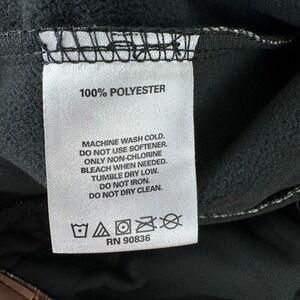 100% POLYESTER
MACHINE WASH COLD.
DO NOT USE SOFTENER.
ONLY NON-CHLORINE
BLEACH WHEN NEEDED.
TUMBLE DRY LOW.
DO NOT IRON.
DO NOT DRY CLEAN.
RN 90836